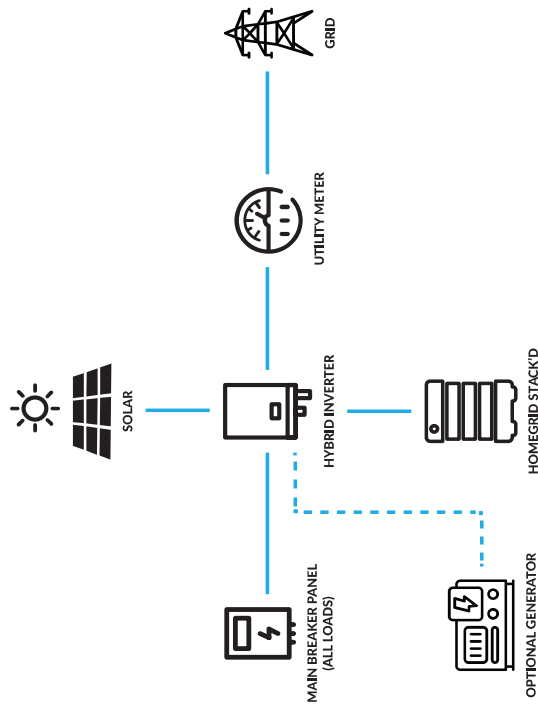 SOLAR
MAIN BREAKER PANEL
(ALL LOADS)
HYBRID INVERTER
UTILITY METER
GRID
OPTIONAL GENERATOR
HOMEGRID STACK'D